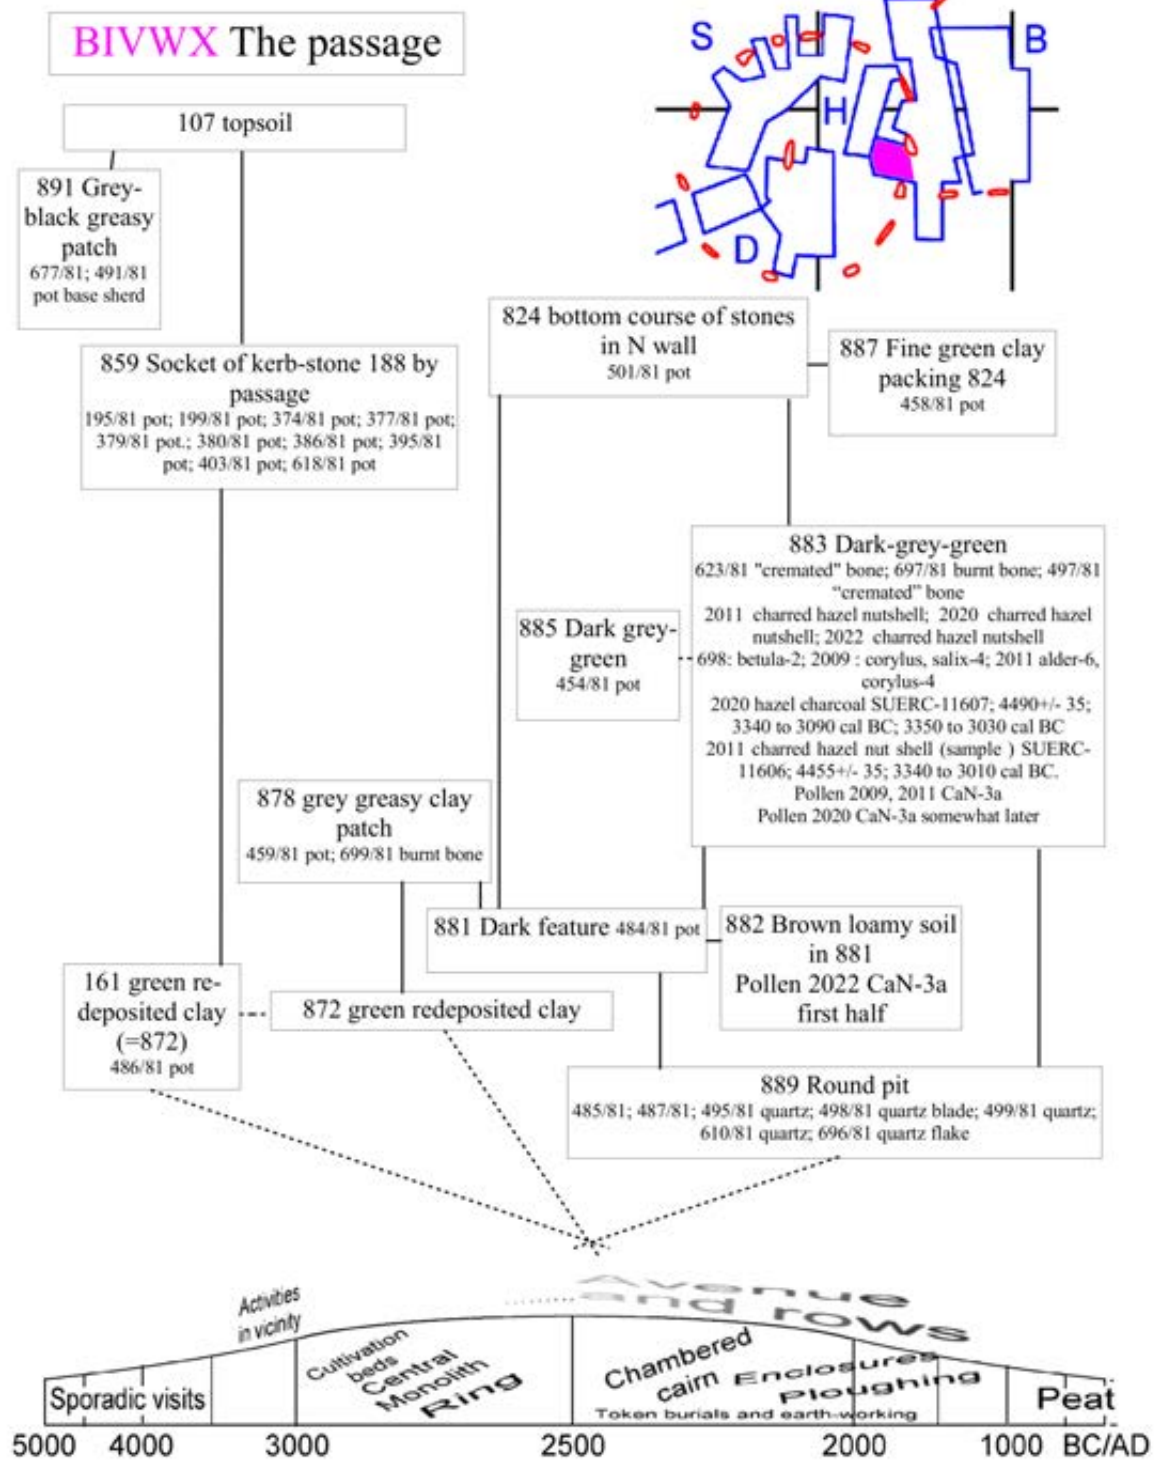 BIVWX The passage
S
B
H
D
107 topsoil
891 Grey-
black greasy
patch
677/81; 491/81
pot base sherd
859 Socket of kerb-stone 188 by
passage
195/81 pot; 199/81 pot; 374/81 pot; 377/81 pot;
379/81 pot.; 380/81 pot; 386/81 pot; 395/81
pot; 403/81 pot; 618/81 pot
824 bottom course of stones
in N wall
501/81 pot
887 Fine green clay
packing 824
458/81 pot
883 Dark-grey-green
623/81 "cremated" bone; 697/81 burnt bone; 497/81
“cremated” bone
2011 charred hazel nutshell; 2020 charred hazel
nutshell; 2022 charred hazel nutshell
698: betula-2; 2009 : corylus, salix-4; 2011 alder-6,
corylus-4
2020 hazel charcoal SUERC-11607; 4490+/- 35;
3340 to 3090 cal BC; 3350 to 3030 cal BC
2011 charred hazel nut shell (sample ) SUERC-
11606; 4455+/- 35; 3340 to 3010 cal BC.
Pollen 2009, 2011 CaN-3a
Pollen 2020 CaN-3a somewhat later
885 Dark grey-
green
454/81 pot
878 grey greasy clay
patch
459/81 pot; 699/81 burnt bone
881 Dark feature 484/81 pot
882 Brown loamy soil
in 881
Pollen 2022 CaN-3a
first half
161 green re-
deposited clay
(=872)
486/81 pot
872 green redeposited clay
889 Round pit
485/81; 487/81; 495/81 quartz; 498/81 quartz blade; 499/81 quartz;
610/81 quartz; 696/81 quartz flake
Avenue
and rows
Activities
in vicinity
Sporadic visits
Cultivation
beds
Central
Monolith
Ring
Chambered
cairn
Enclosures
Ploughing
Token burials and earth-working
Peat
5000 4000 3000 2500 2000 1000 BC/AD